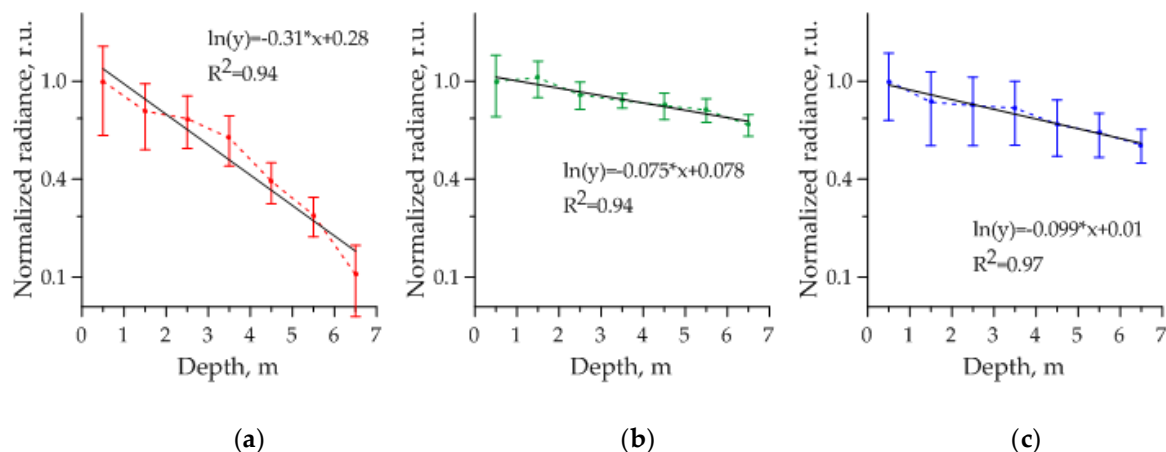 ln(y)=-0.31*x+0.28
R²=0.94
1.0
0.4
0.1
0 1 2 3 4 5 6 7
Depth, m
Normalized radiance, r.u.
(a)
ln(y)=-0.075*x+0.078
R²=0.94
1.0
0.4
0.1
0 1 2 3 4 5 6 7
Depth, m
Normalized radiance, r.u.
(b)
ln(y)=-0.099*x+0.01
R²=0.97
1.0
0.4
0.1
0 1 2 3 4 5 6 7
Depth, m
Normalized radiance, r.u.
(c)